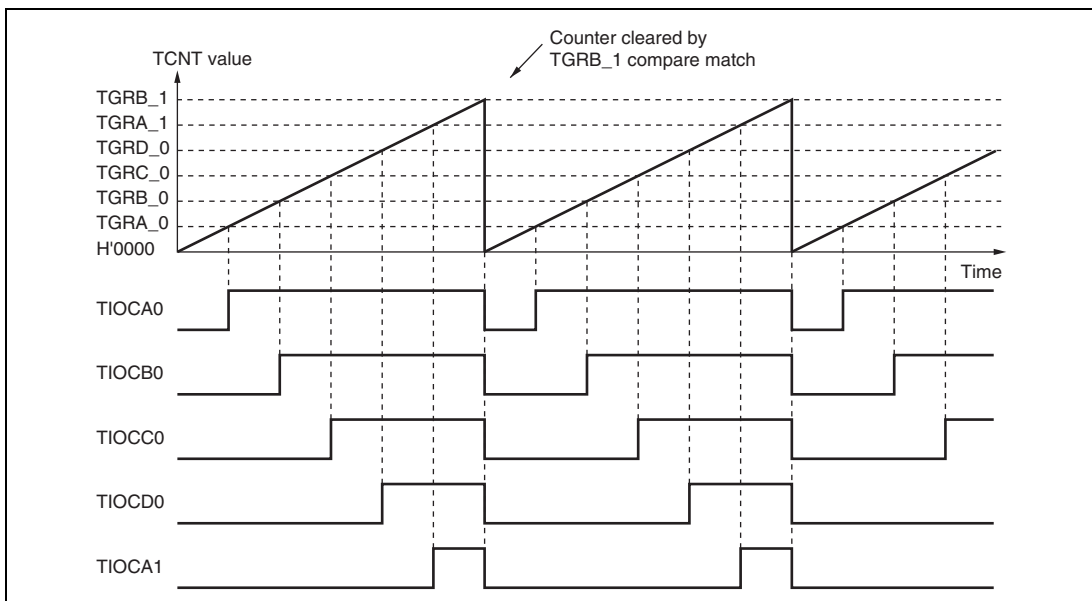 Counter cleared by
TGRB_1 compare match
TCNT value
TGRB_1
TGRA_1
TGRD_0
TGRC_0
TGRB_0
TGRA_0
H'0000
Time
TIOCA0
TIOCB0
TIOCC0
TIOCD0
TIOCA1